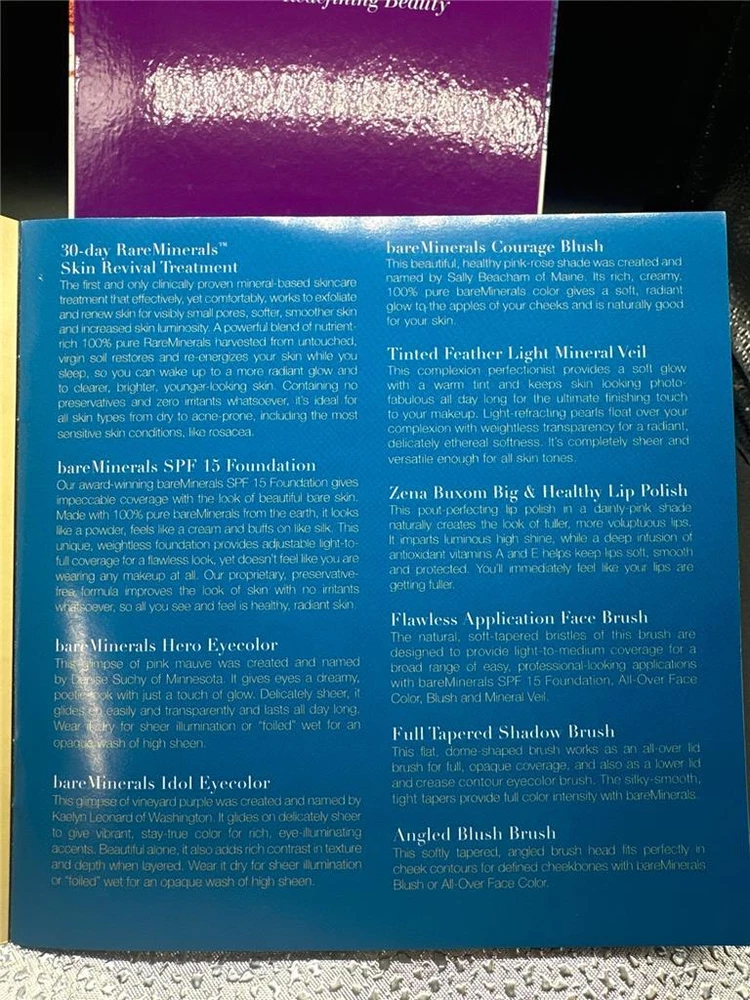 Redefining Beauty
30-day RareMinerals™
Skin Revival Treatment
The first and only clinically proven mineral-based skincare
treatment that effectively, yet comfortably, works to exfoliate
and renew skin for visibly small pores, softer, smoother skin
and increased skin luminosity. A powerful blend of nutrient-
rich 100% pure RareMinerals harvested from untouched,
virgin soil restores and re-energizes your skin while you
sleep, so you can wake up to a more radiant glow and
to clearer, brighter, younger-looking skin. Containing no
preservatives and zero irritants whatsoever, it's ideal for
all skin types from dry to acne-prone, including the most
sensitive skin conditions, like rosacea.
bareMinerals SPF 15 Foundation
Our award-winning bareMinerals SPF 15 Foundation gives
impeccable coverage with the look of beautiful bare skin.
Made with 100% pure bareMinerals from the earth, it looks
like a powder, feels like a cream and buffs on like silk. This
unique, weightless foundation provides adjustable light-to-
full coverage for a flawless look, yet doesn't feel like you are
wearing any makeup at all. Our proprietary, preservative-
free formula improves the look of skin with no irritants
whatsoever, so all you see and feel is healthy, radiant skin.
bareMinerals Hero Eyecolor
This glimpse of pink mauve was created and named
by Denise Suchy of Minnesota. It gives eyes a dreamy,
poetic look with just a touch of glow. Delicately sheer, it
glides on easily and transparently and lasts all day long.
Wear it dry for sheer illumination or "foiled" wet for an
opaque wash of high sheen.
bareMinerals Idol Eyecolor
This glimpse of vineyard purple was created and named by
Kaelyn Leonard of Washington. It glides on delicately sheer
to give vibrant, stay-true color for rich, eye-illuminating
accents. Beautiful alone, it also adds rich contrast in texture
and depth when layered. Wear it dry for sheer illumination
or "foiled" wet for an opaque wash of high sheen.
bareMinerals Courage Blush
This beautiful, healthy pink-rose shade was created and
named by Sally Beacham of Maine. Its rich, creamy,
100% pure bareMinerals color gives a soft, radiant
glow to the apples of your cheeks and is naturally good
for your skin.
Tinted Feather Light Mineral Veil
This complexion perfectionist provides a soft glow
with a warm tint and keeps skin looking photo-
fabulous all day long for the ultimate finishing touch
to your makeup. Light-refracting pearls float over your
complexion with weightless transparency for a radiant,
delicately ethereal softness. It's completely sheer and
versatile enough for all skin tones.
Zena Buxom Big & Healthy Lip Polish
This pout-perfecting lip polish in a dainty-pink shade
naturally creates the look of fuller, more voluptuous lips.
It imparts luminous high shine, while a deep infusion of
antioxidant vitamins A and E helps keep lips soft, smooth
and protected. You'll immediately feel like your lips are
getting fuller.
Flawless Application Face Brush
The natural, soft-tapered bristles of this brush are
designed to provide light-to-medium coverage for a
broad range of easy, professional-looking applications
with bareMinerals SPF 15 Foundation, All-Over Face
Color, Blush and Mineral Veil.
Full Tapered Shadow Brush
This flat, dome-shaped brush works as an all-over lid
brush for full, opaque coverage, and also as a lower lid
and crease contour eyecolor brush. The silky-smooth,
tight tapers provide full color intensity with bareMinerals.
Angled Blush Brush
This softly tapered, angled brush head fits perfectly in
cheek contours for defined cheekbones with bareMinerals
Blush or All-Over Face Color.